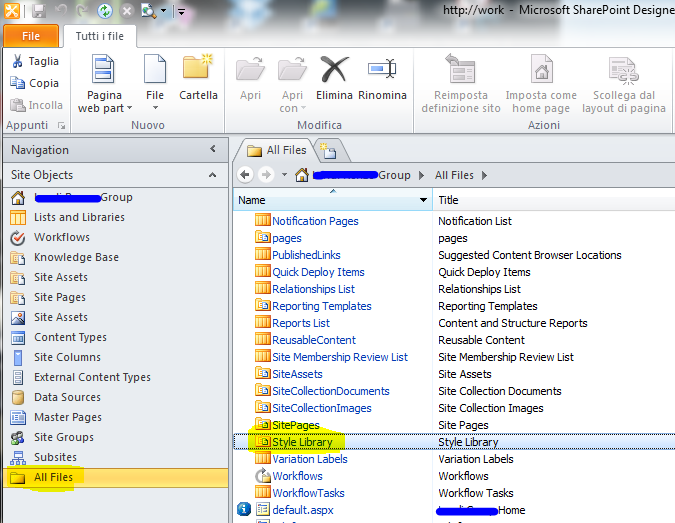 http://work - Microsoft SharePoint Designe
File
Tutti i file
Taglia
Copia
Incolla
Appunti
Pagina web part
File
Cartella
Nuovo
Apri
Apri con
Elimina
Rinomina
Modifica
Reimposta definizione sito
Imposta come home page
Scollega dal layout di pagina
Azioni
Navigation
Site Objects
Group
Lists and Libraries
Workflows
Knowledge Base
Site Assets
Site Pages
Site Assets
Content Types
Site Columns
External Content Types
Data Sources
Master Pages
Site Groups
Subsites
All Files
All Files
Group
All Files
Name Title
Notification Pages Notification List
pages pages
PublishedLinks Suggested Content Browser Locations
Quick Deploy Items Quick Deploy Items
Relationships List Relationships List
Reporting Templates Reporting Templates
Reports List Content and Structure Reports
ReusableContent Reusable Content
Site Membership Review List Site Membership Review List
SiteAssets Site Assets
SiteCollectionDocuments Site Collection Documents
SiteCollectionImages Site Collection Images
SitePages Site Pages
Style Library Style Library
Variation Labels Variation Labels
Workflows Workflows
WorkflowTasks Workflow Tasks
default.aspx Home